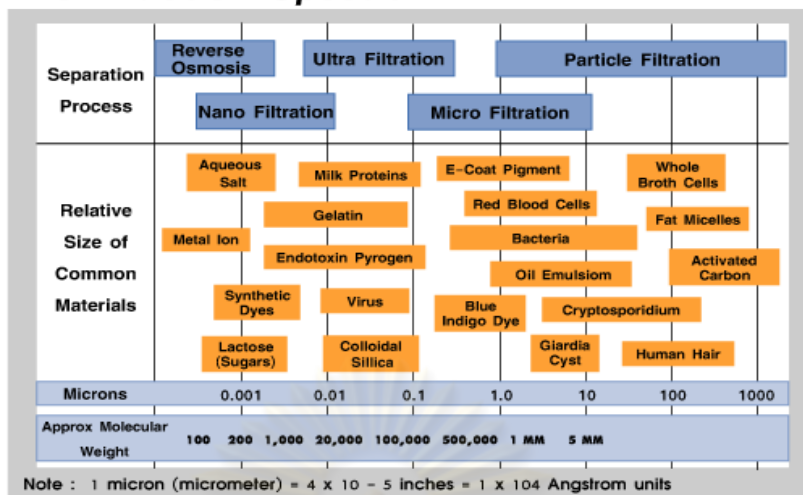 Separation
Process
Reverse
Osmosis
Ultra Filtration
Particle Filtration
Nano Filtration
Micro Filtration
Relative
Size of
Common
Materials
Aqueous
Salt
Milk Proteins
E-Coat Pigment
Whole
Broth Cells
Gelatin
Red Blood Cells
Fat Micelles
Metal Ion
Bacteria
Endotoxin Pyrogen
Oil Emulsiom
Activated
Carbon
Synthetic
Dyes
Virus
Blue
Indigo Dye
Cryptosporidium
Lactose
(Sugars)
Colloidal
Sillica
Giardia
Cyst
Human Hair
Microns 0.001 0.01 0.1 1.0 10 100 1000
Approx Molecular
Weight
100 200 1,000 20,000 100,000 500,000 1 MM 5 MM
Note : 1 micron (micrometer) = 4 x 10 - 5 inches = 1 x 104 Angstrom units